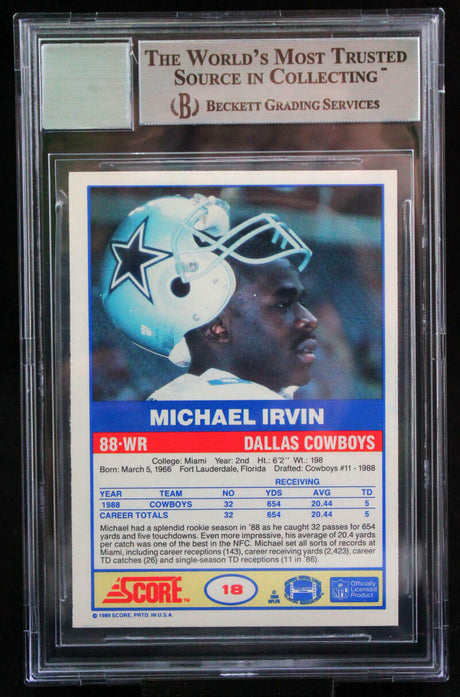 THE WORLD'S MOST TRUSTED
SOURCE IN COLLECTING™
B BECKETT GRADING SERVICES
MICHAEL IRVIN
88·WR DALLAS COWBOYS
College: Miami Year: 2nd Ht.: 6'2" Wt.: 198
Born: March 5, 1966 Fort Lauderdale, Florida Drafted: Cowboys #11 - 1988
RECEIVING
YEAR TEAM NO YDS AVG TD
1988 COWBOYS 32 654 20.44 5
CAREER TOTALS 32 654 20.44 5
Michael had a splendid rookie season in '88 as he caught 32 passes for 654
yards and five touchdowns. Even more impressive, his average of 20.4 yards
per catch was one of the best in the NFC. Michael set all sorts of records at
Miami, including career receptions (143), career receiving yards (2,423), career
TD catches (26) and single-season TD receptions (11 in '86).
SCORE™ 18
Officially
Licensed
Product
© 1989 SCORE, PRTD. IN U.S.A.